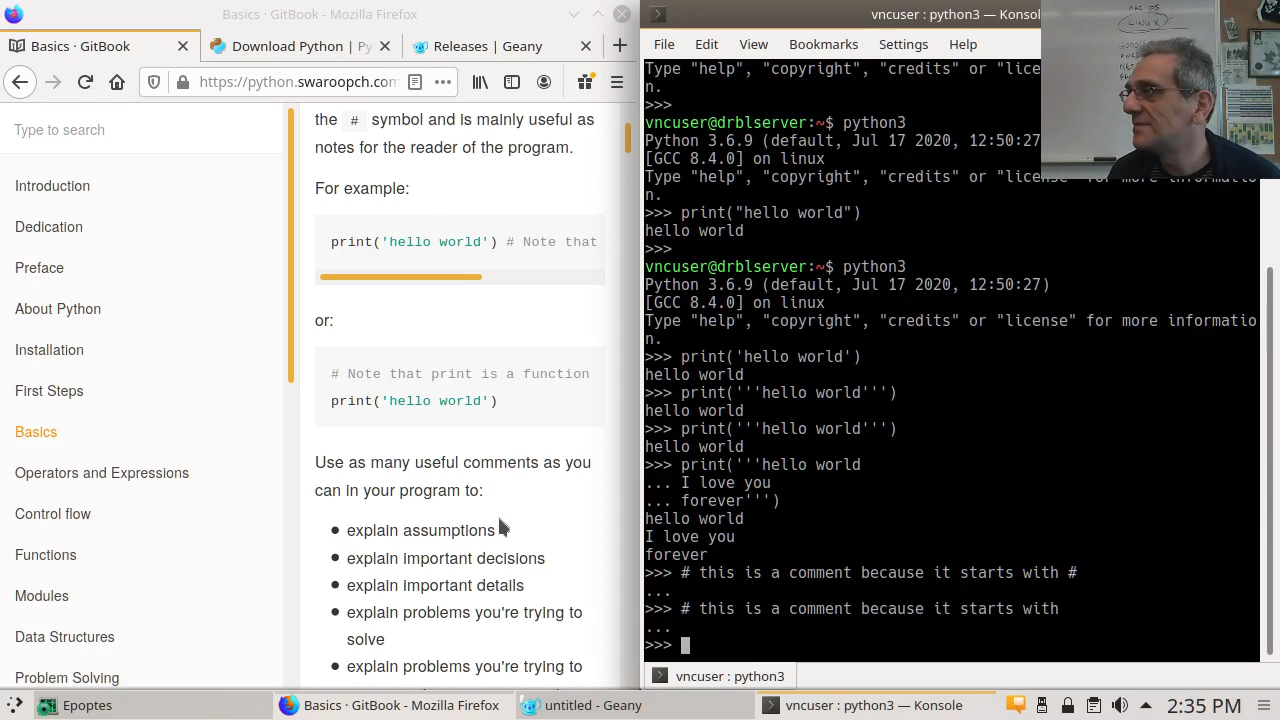 Basics · GitBook - Mozilla Firefox
Basics · GitBook
Download Python | Py
Releases | Geany
https://python.swaroopch.com
Type to search
Introduction
Dedication
Preface
About Python
Installation
First Steps
Basics
Operators and Expressions
Control flow
Functions
Modules
Data Structures
Problem Solving
the # symbol and is mainly useful as
notes for the reader of the program.
For example:
print('hello world') # Note that
or:
# Note that print is a function
print('hello world')
Use as many useful comments as you
can in your program to:
explain assumptions
explain important decisions
explain important details
explain problems you're trying to
solve
explain problems you're trying to
vncuser : python3 — Konsol
File Edit View Bookmarks Settings Help
Type "help", "copyright", "credits" or "lice
n.
>>>
vncuser@drblserver:~$ python3
Python 3.6.9 (default, Jul 17 2020, 12:50:27
[GCC 8.4.0] on linux
Type "help", "copyright", "credits" or "license" for more informatio
n.
>>> print("hello world")
hello world
>>>
vncuser@drblserver:~$ python3
Python 3.6.9 (default, Jul 17 2020, 12:50:27)
[GCC 8.4.0] on linux
Type "help", "copyright", "credits" or "license" for more informatio
n.
>>> print('hello world')
hello world
>>> print('''hello world''')
hello world
>>> print('''hello world''')
hello world
>>> print('''hello world
... I love you
... forever''')
hello world
I love you
forever
>>> # this is a comment because it starts with #
...
>>> # this is a comment because it starts with
...
>>>
vncuser : python3
MAC OS
LINUX
Epoptes
Basics · GitBook - Mozilla Firefox
untitled - Geany
vncuser : python3 — Konsole
2:35 PM